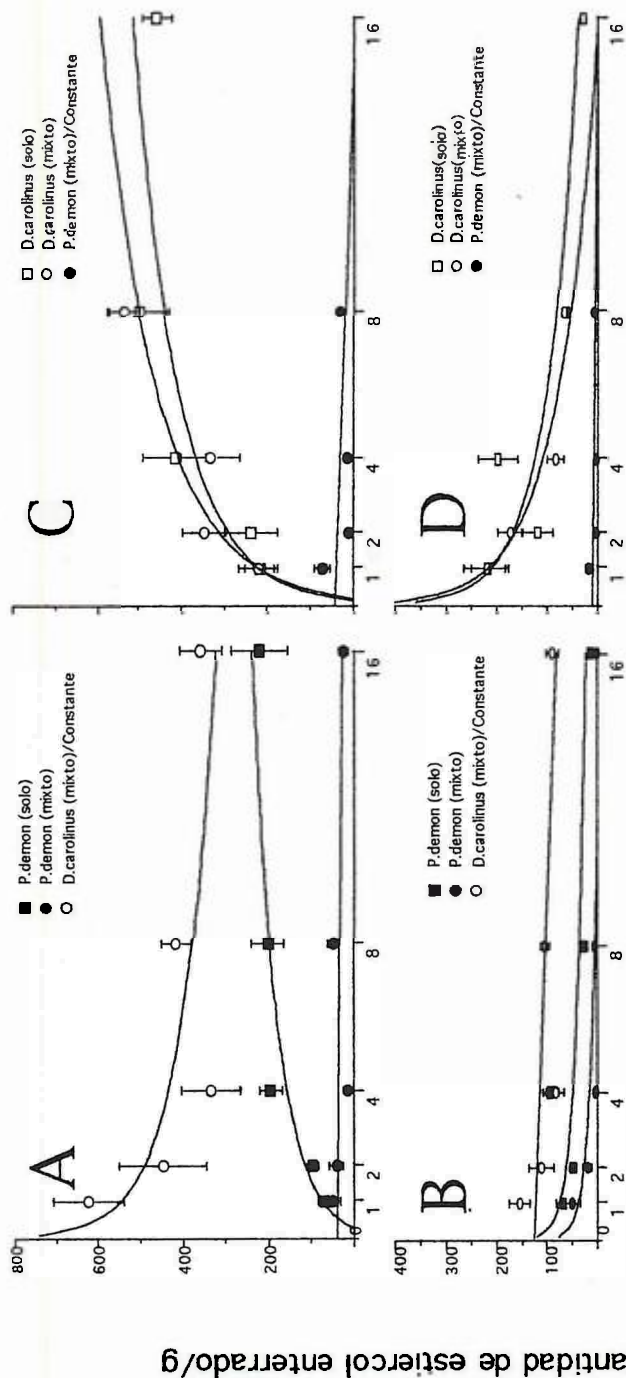 A
P.demon (solo)
P.demon (mixto)
D.carolinus (mixto)/Constante
800
600
400
200
0
0
1
2
4
8
16
C
D.carolinus (solo)
D.carolinus (mixto)
P.demon (mixto)/Constante
1
2
4
8
16
B
P.demon (solo)
P.demon (mixto)
D.carolinus (mixto)/Constante
400
300
200
100
0
1
2
4
8
16
D
D.carolinus(solo)
D.carolinus(mixto)
P.demon (mixto)/Constante
1
2
4
8
16
antidad de estiercol enterrado/g